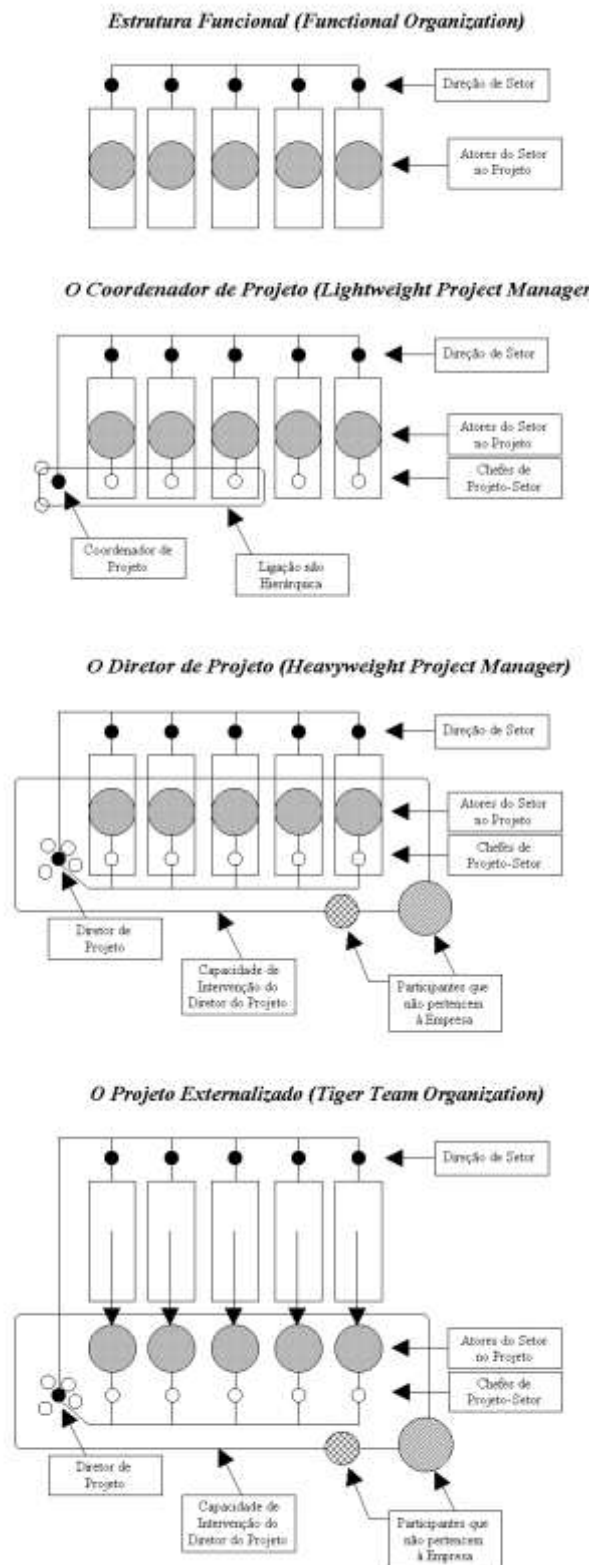 Estrutura Funcional (Functional Organization)
Direção de Setor
Atores do Setor
no Projeto
O Coordenador de Projeto (Lightweight Project Manager
Direção de Setor
Atores do Setor
no Projeto
Chefes de
Projeto-Setor
Coordenador de
Projeto
Ligação não
Hierárquica
O Diretor de Projeto (Heavyweight Project Manager)
Direção de Setor
Atores do Setor
no Projeto
Chefes de
Projeto-Setor
Diretor de
Projeto
Capacidade de
Intervenção do
Diretor do Projeto
Participantes que
não pertencem
à Empresa
O Projeto Externalizado (Tiger Team Organization)
Direção de Setor
Atores do Setor
no Projeto
Chefes de
Projeto-Setor
Diretor de
Projeto
Capacidade de
Intervenção do
Diretor do Projeto
Participantes que
não pertencem
à Empresa